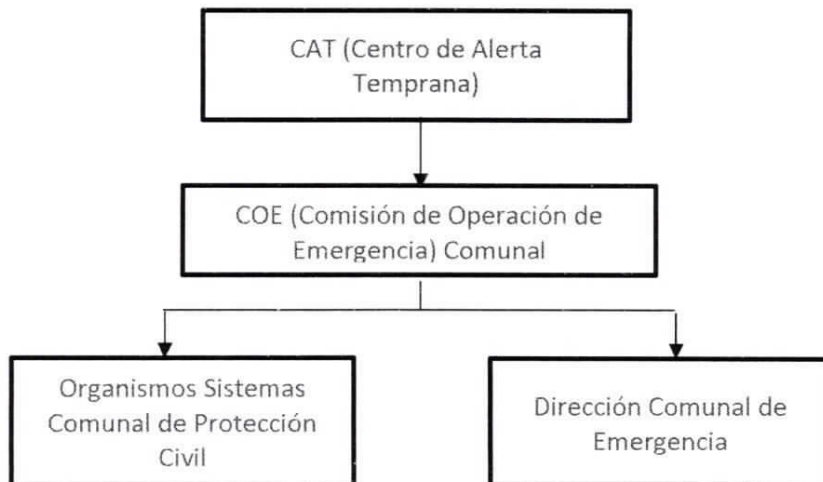 CAT (Centro de Alerta
Temprana)
COE (Comisión de Operación de
Emergencia) Comunal
Organismos Sistemas
Comunal de Protección
Civil
Dirección Comunal de
Emergencia